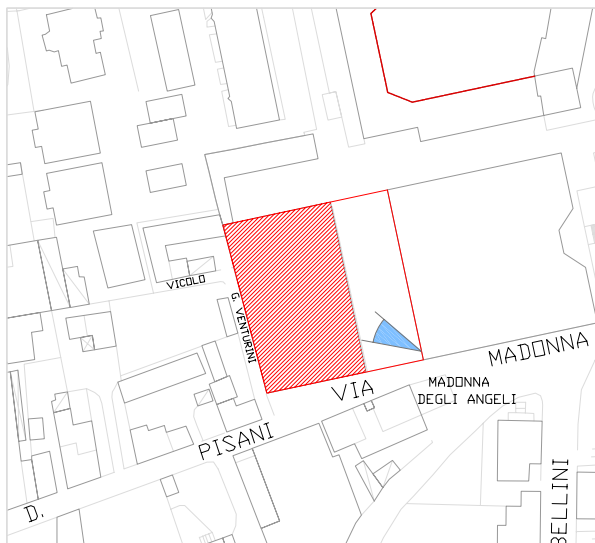 VICOLO
G. VENTURINI
MADONNA
VIA
MADONNA
DEGLI ANGELI
PISANI
D.
BELLINI